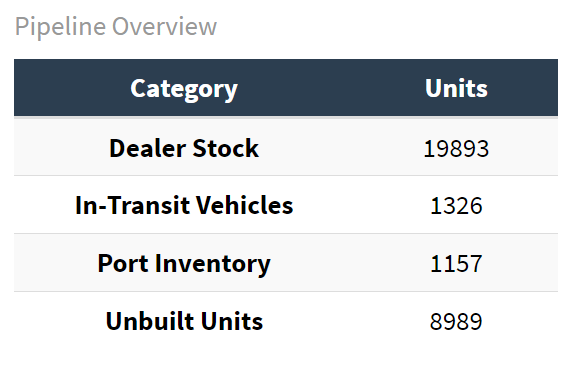 Pipeline Overview
Category Units
Dealer Stock 19893
In-Transit Vehicles 1326
Port Inventory 1157
Unbuilt Units 8989